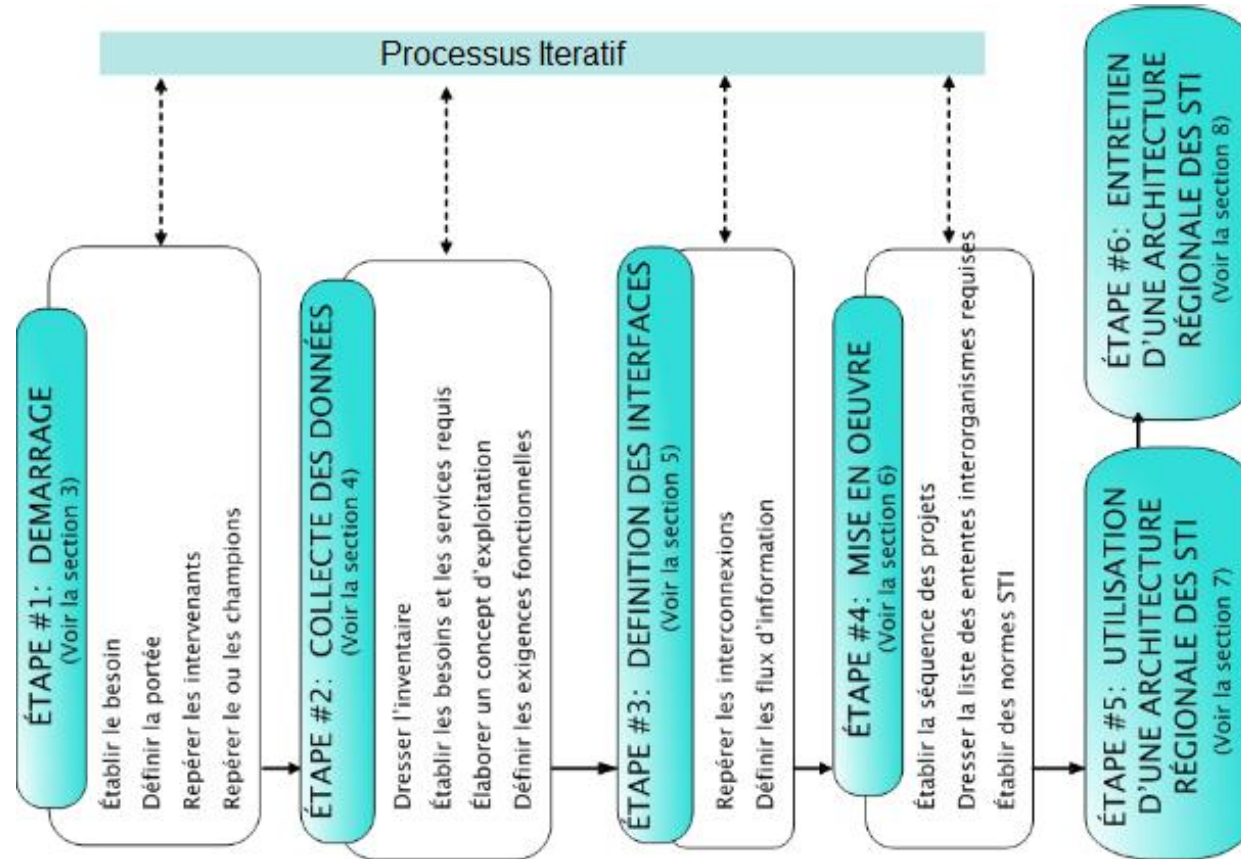 Processus Iteratif
ÉTAPE #1: DEMARRAGE
(Voir la section 3)
Établir le besoin
Définir la portée
Repérer les intervenants
Repérer le ou les champions
ÉTAPE #2: COLLECTE DES DONNÉES
(Voir la section 4)
Dresser l'inventaire
Établir les besoins et les services requis
Élaborer un concept d'exploitation
Définir les exigences fonctionnelles
ÉTAPE #3: DEFINITION DES INTERFACES
(Voir la section 5)
Repérer les interconnexions
Définir les flux d'information
ÉTAPE #4: MISE EN OEUVRE
(Voir la section 6)
Établir la séquence des projets
Dresser la liste des ententes interorganismes requises
Établir des normes STI
ÉTAPE #5: UTILISATION
D'UNE ARCHITECTURE
RÉGIONALE DES STI
(Voir la section 7)
ÉTAPE #6: ENTRETIEN
D'UNE ARCHITECTURE
RÉGIONALE DES STI
(Voir la section 8)